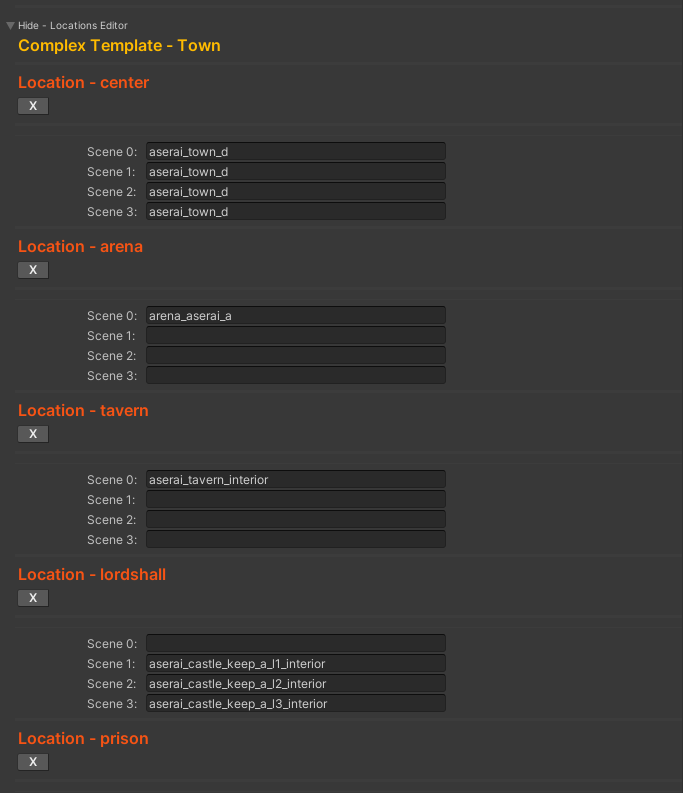 Hide - Locations Editor
Complex Template - Town
Location - center
X
Scene 0: aserai_town_d
Scene 1: aserai_town_d
Scene 2: aserai_town_d
Scene 3: aserai_town_d
Location - arena
X
Scene 0: arena_aserai_a
Scene 1:
Scene 2:
Scene 3:
Location - tavern
X
Scene 0: aserai_tavern_interior
Scene 1:
Scene 2:
Scene 3:
Location - lordshall
X
Scene 0:
Scene 1: aserai_castle_keep_a_l1_interior
Scene 2: aserai_castle_keep_a_l2_interior
Scene 3: aserai_castle_keep_a_l3_interior
Location - prison
X